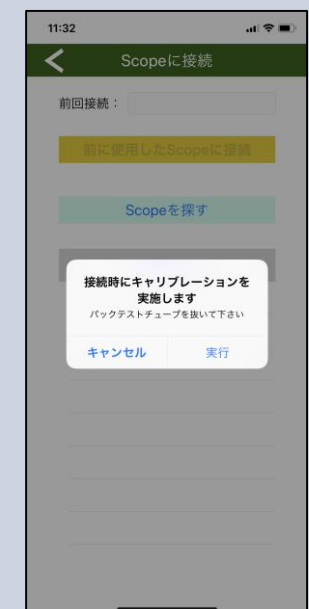 11:32
Scopeに接続
前回接続：
前に使用したScopeに接続
Scopeを探す
接続時にキャリブレーションを
実施します
パックテストチューブを抜いて下さい
キャンセル
実行